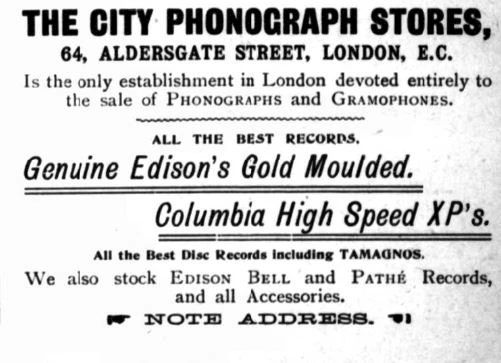 THE CITY PHONOGRAPH STORES,
64, ALDERSGATE STREET, LONDON, E.C.
Is the only establishment in London devoted entirely to
the sale of PHONOGRAPHS and GRAMOPHONES.
ALL THE BEST RECORDS.
Genuine Edison's Gold Moulded.
Columbia High Speed XP's.
All the Best Disc Records including TAMAGNOS.
We also stock EDISON BELL and PATHÉ Records,
and all Accessories.
☛ NOTE ADDRESS. ☚